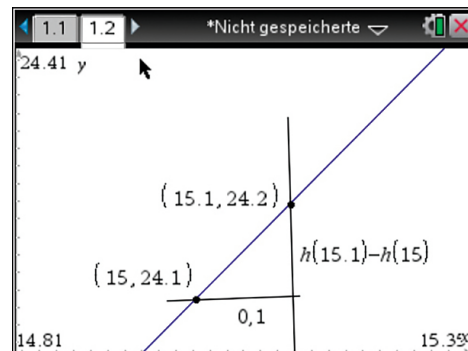 1.1 1.2 *Nicht gespeicherte
24.41 y
(15.1,24.2)
h(15.1)−h(15)
(15,24.1)
0,1
14.81 15.35